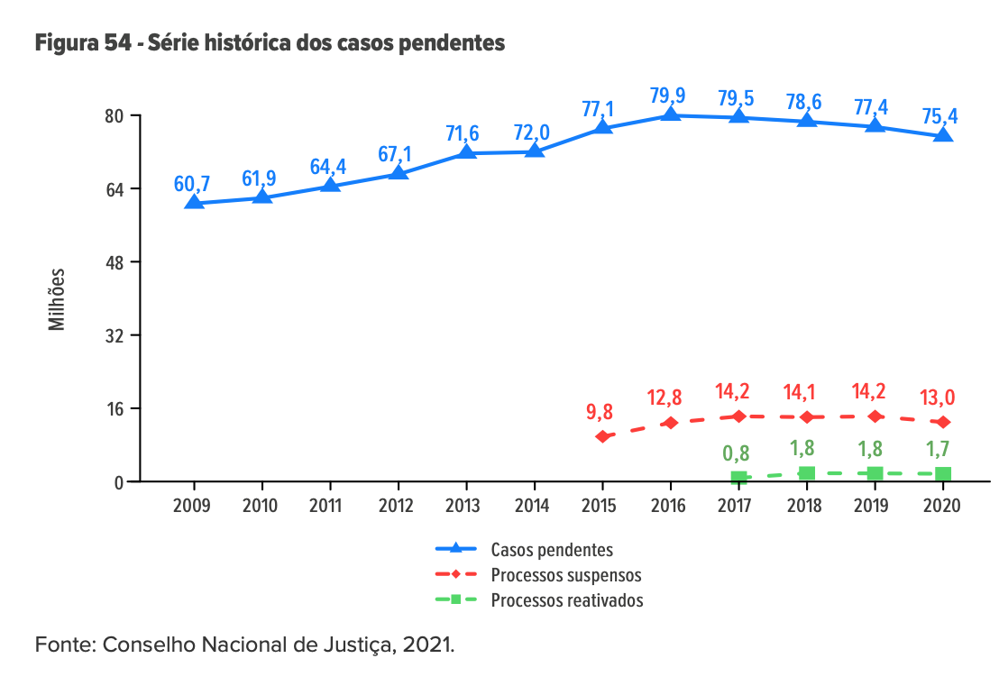 Figura 54 - Série histórica dos casos pendentes
60,7 61,9 64,4 67,1 71,6 72,0 77,1 79,9 79,5 78,6 77,4 75,4
80
64
48
32
16
0
Milhões
9,8 12,8 14,2 14,1 14,2 13,0
0,8 1,8 1,8 1,7
2009 2010 2011 2012 2013 2014 2015 2016 2017 2018 2019 2020
Casos pendentes
Processos suspensos
Processos reativados
Fonte: Conselho Nacional de Justiça, 2021.